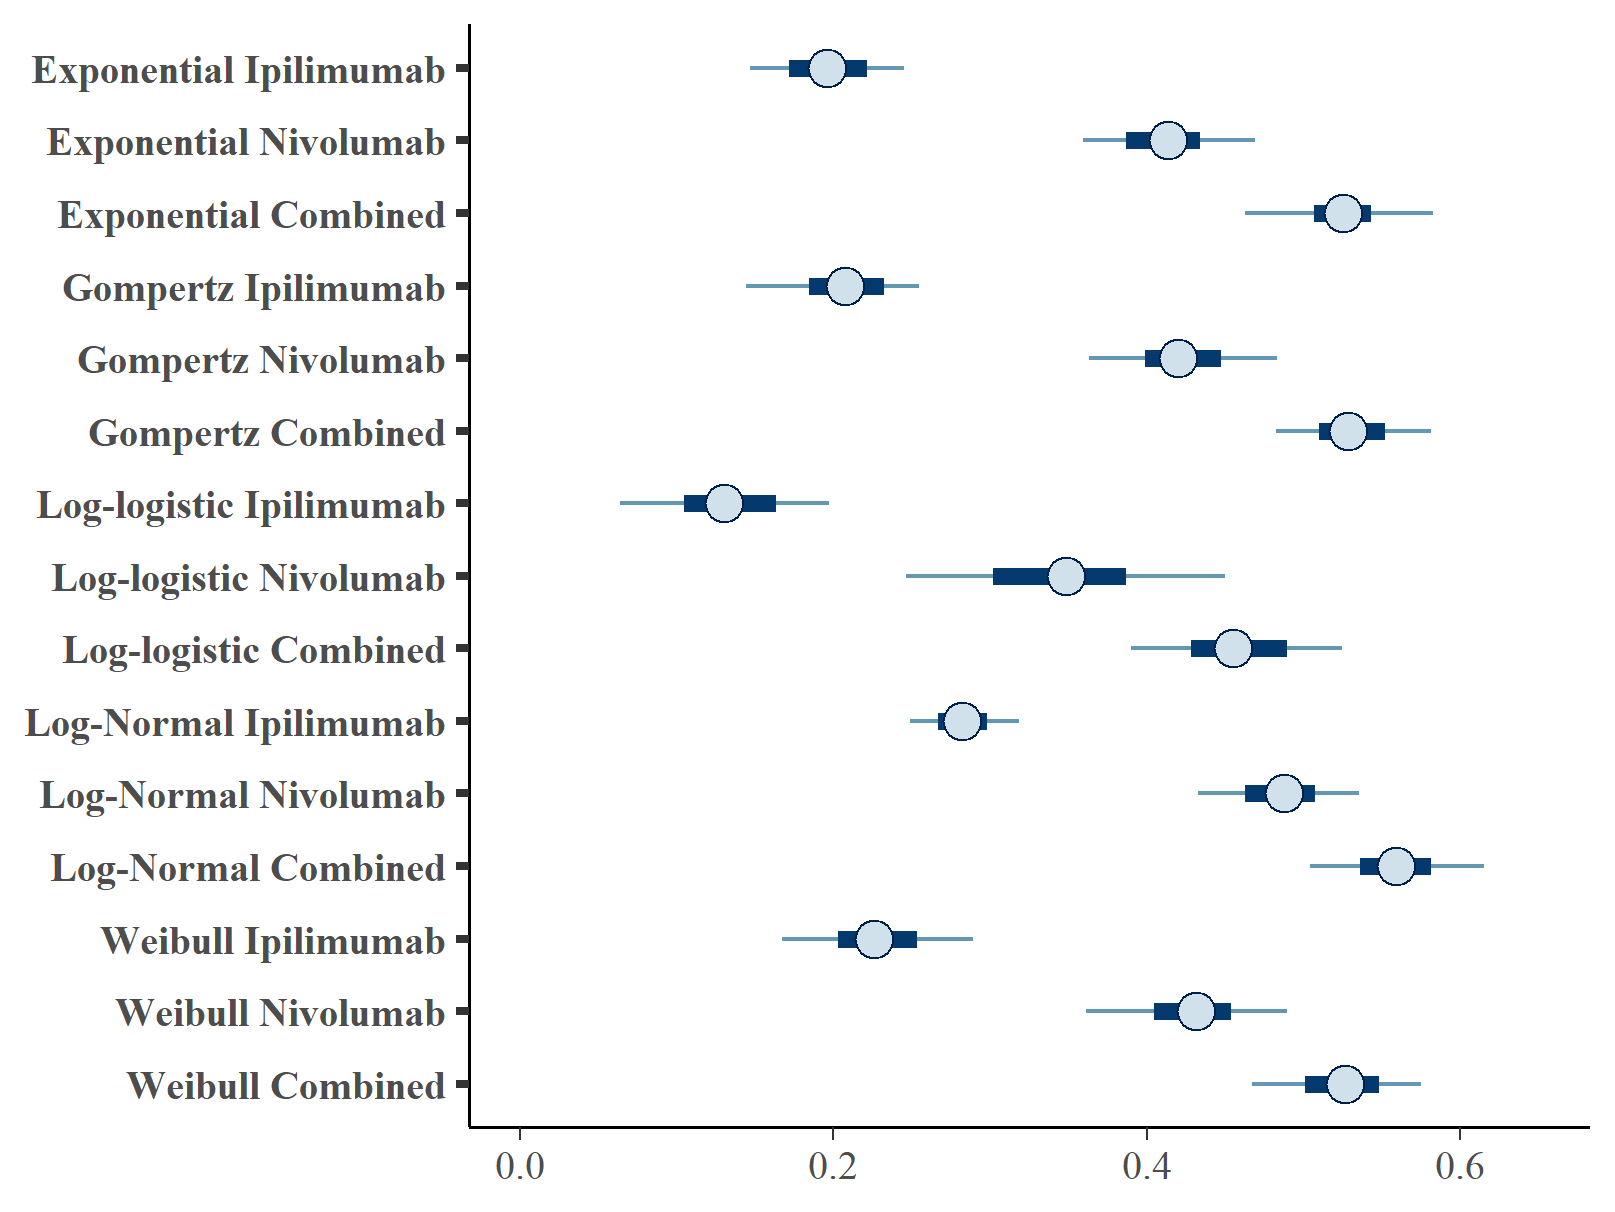 Exponential Ipilimumab
Exponential Nivolumab
Exponential Combined
Gompertz Ipilimumab
Gompertz Nivolumab
Gompertz Combined
Log-logistic Ipilimumab
Log-logistic Nivolumab
Log-logistic Combined
Log-Normal Ipilimumab
Log-Normal Nivolumab
Log-Normal Combined
Weibull Ipilimumab
Weibull Nivolumab
Weibull Combined
0.0 0.2 0.4 0.6